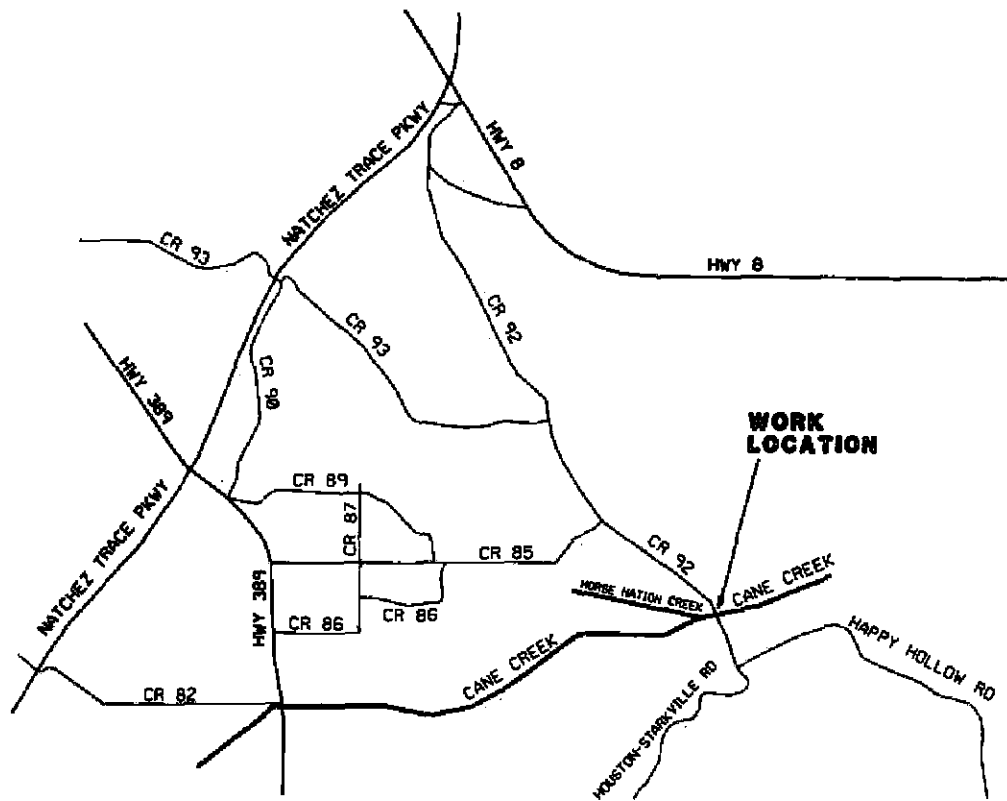 NATCHEZ TRACE PKWY
HWY 8
HWY 8
CR 93
CR 92
CR 93
HWY 389
CR 90
WORK
LOCATION
CR 89
CR 87
NATCHEZ TRACE PKWY
CR 85
CR 92
HORSE NATION CREEK
CANE CREEK
HWY 389
CR 86
CR 86
CANE CREEK
HAPPY HOLLOW RD
CR 82
HOUSTON-STARKVILLE RD